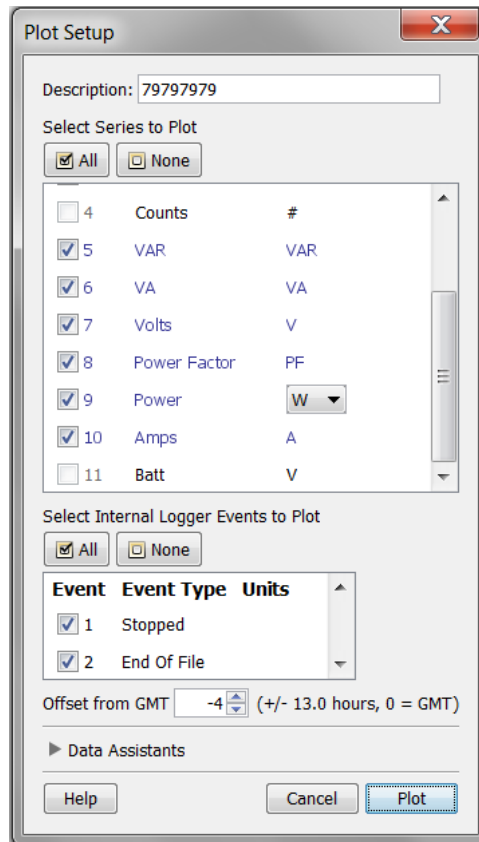 Plot Setup
Description: 79797979
Select Series to Plot
All None
4 Counts #
5 VAR VAR
6 VA VA
7 Volts V
8 Power Factor PF
9 Power W
10 Amps A
11 Batt V
Select Internal Logger Events to Plot
All None
Event Event Type Units
1 Stopped
2 End Of File
Offset from GMT -4 (+/- 13.0 hours, 0 = GMT)
Data Assistants
Help Cancel Plot